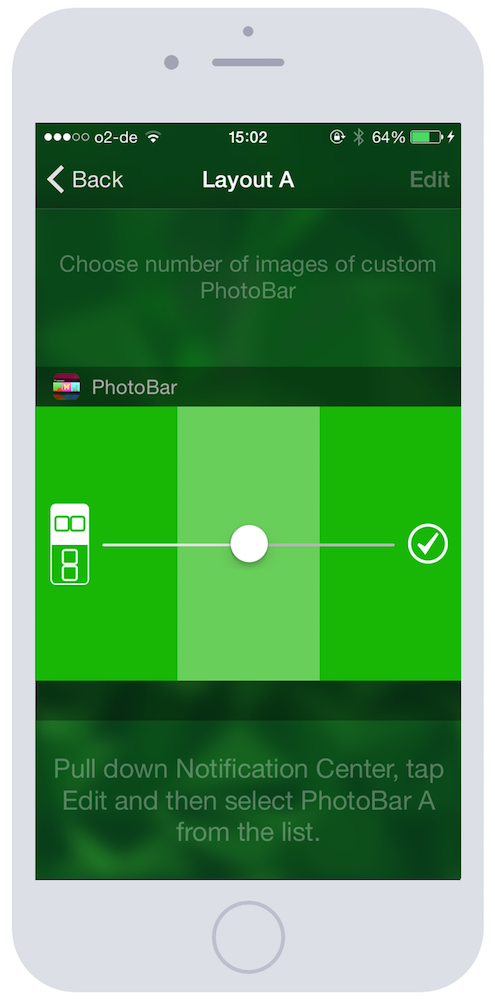 o2-de 15:02 64%
Back Layout A Edit
Choose number of images of custom
PhotoBar
PhotoBar
Pull down Notification Center, tap
Edit and then select PhotoBar A
from the list.